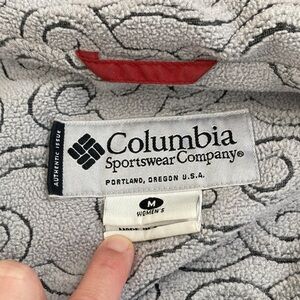 AUTHENTIC ISSUE
Columbia
Sportswear Company®
PORTLAND, OREGON U.S.A.
M
WOMEN'S